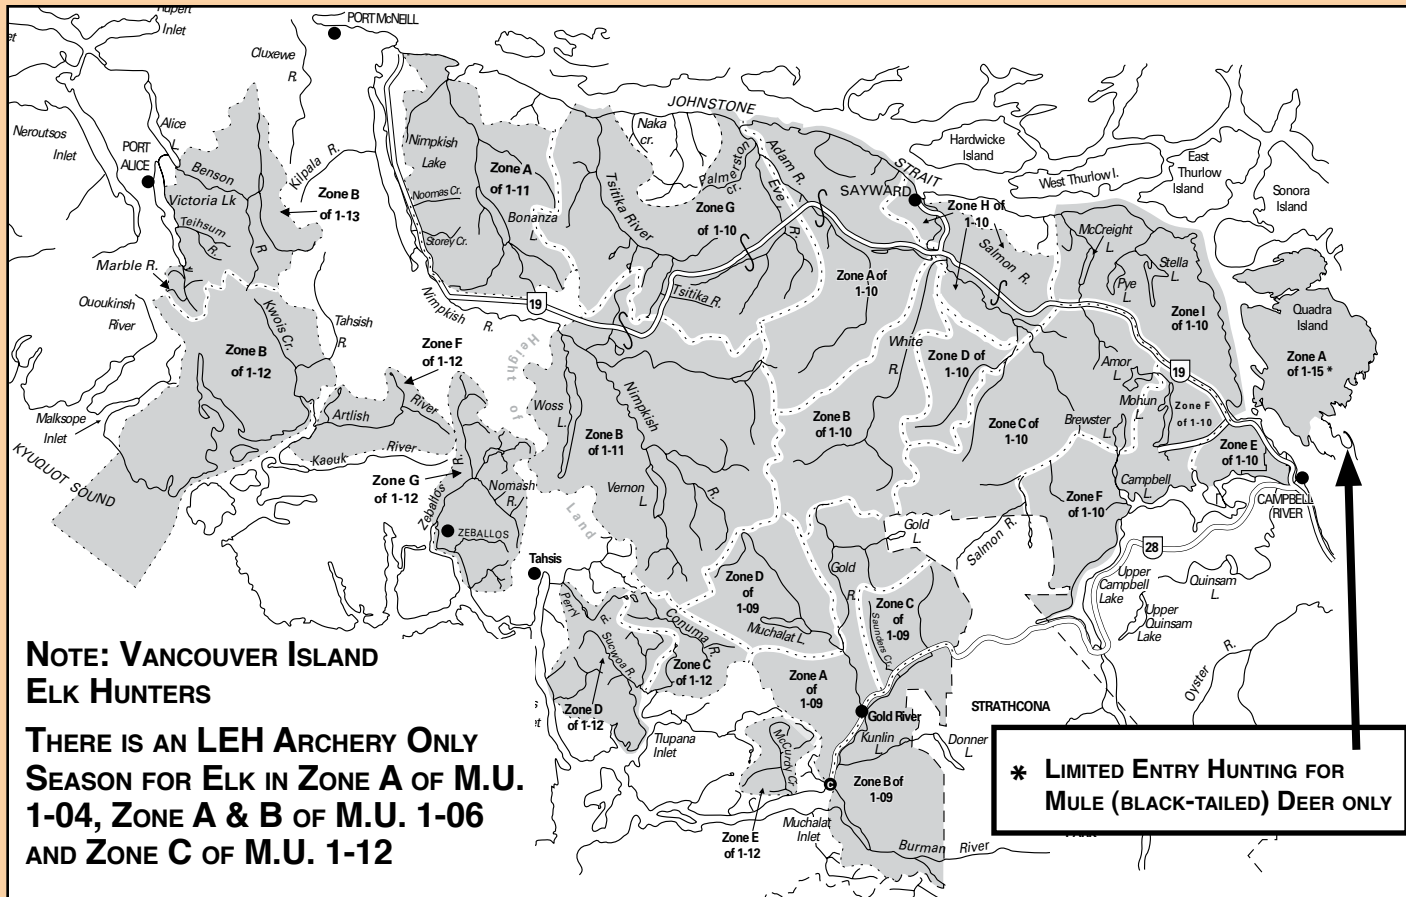 Rupert
Inlet
et
PORT MCNEILL
Cluxewe
R.
Neroutsos
Inlet
Alice
L.
PORT
ALICE
Benson
Kilpala R.
Victoria Lk
Teihsum
R.
R.
Zone B
of 1-13
Marble R.
Ououkinsh
River
Kwois Cr.
Tahsish
R.
Zone B
of 1-12
Malksope
Inlet
KYUQUOT SOUND
Artlish
River
Kaouk
River
Zone F
of 1-12
Zone G
of 1-12
Zeballos
R.
Nomash
R.
ZEBALLOS
Nimpkish
Lake
Noomas Cr.
Storey Cr.
Zone A
of 1-11
Bonanza
L.
Nimpkish
R.
19
Height of
Land
Woss
L.
Zone B
of 1-11
Nimpkish
R.
Vernon
L.
JOHNSTONE
STRAIT
Naka
cr.
Tsitika River
Palmerston
cr.
Zone G
of 1-10
Tsitika R.
Adam R.
Eve
R.
SAYWARD
Hardwicke
Island
West Thurlow I.
East
Thurlow
Island
Sonora
Island
Zone H of
1-10
Salmon R.
Zone A of
1-10
White
R.
Zone D of
1-10
Zone B
of 1-10
Zone C of
1-10
McCreight
L.
Stella
L.
Pye
L.
Zone I
of 1-10
Quadra
Island
Zone A
of 1-15 *
Amor
L.
Mohun
L.
19
Zone F
of 1-10
Brewster
L.
Zone E
of 1-10
Campbell
L.
CAMPBELL
RIVER
Zone F
of 1-10
28
Salmon R.
Upper
Campbell
Lake
Quinsam
L.
Upper
Quinsam
Lake
Oyster
R.
Gold
L.
Gold
R.
Tahsis
Perry
R.
Sucwoa R.
Conuma R.
Zone D
of
1-09
Muchalat L.
Zone C
of
1-09
Saunders Cr.
Zone C
of 1-12
Zone A
of
1-09
Zone D
of 1-12
Tlupana
Inlet
McCurdy Cr.
Gold River
Kunlin
L.
Donner
L.
STRATHCONA
Zone B of
1-09
C
Zone E
of 1-12
Muchalat
Inlet
Burman
River
NOTE: VANCOUVER ISLAND
ELK HUNTERS
THERE IS AN LEH ARCHERY ONLY
SEASON FOR ELK IN ZONE A OF M.U.
1-04, ZONE A & B OF M.U. 1-06
AND ZONE C OF M.U. 1-12
* LIMITED ENTRY HUNTING FOR
MULE (BLACK-TAILED) DEER ONLY